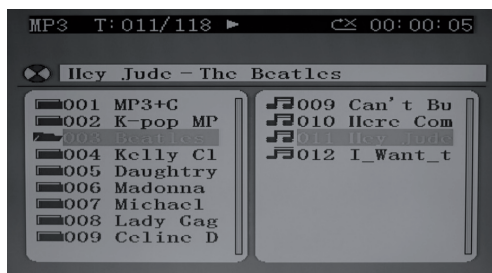 MP3 T:011/118 00:00:05
Hey Jude - The Beatles
001 MP3+G
002 K-pop MP
003 Beatles
004 Kelly Cl
005 Daughtry
006 Madonna
007 Michael
008 Lady Gag
009 Celine D
009 Can't Bu
010 Here Com
011 Hey Jude
012 I_Want_t